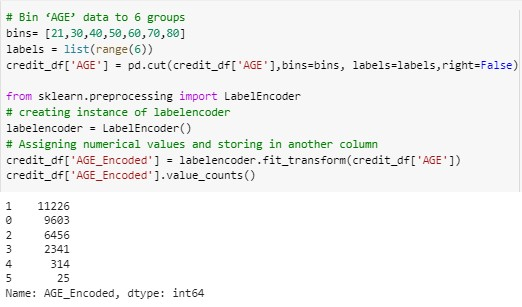 # Bin ‘AGE’ data to 6 groups
bins= [21,30,40,50,60,70,80]
labels = list(range(6))
credit_df['AGE'] = pd.cut(credit_df['AGE'],bins=bins, labels=labels,right=False)
from sklearn.preprocessing import LabelEncoder
# creating instance of labelencoder
labelencoder = LabelEncoder()
# Assigning numerical values and storing in another column
credit_df['AGE_Encoded'] = labelencoder.fit_transform(credit_df['AGE'])
credit_df['AGE_Encoded'].value_counts()
1    11226
0     9603
2     6456
3     2341
4      314
5       25
Name: AGE_Encoded, dtype: int64